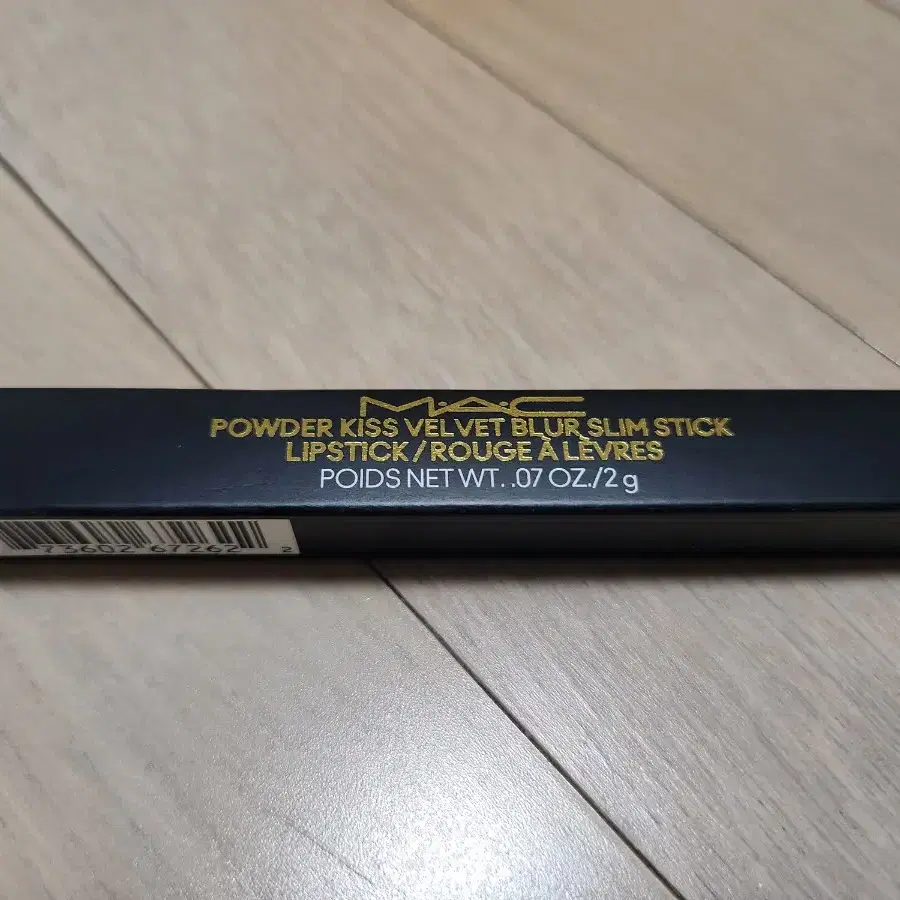 M·A·C
POWDER KISS VELVET BLUR SLIM STICK
LIPSTICK/ROUGE À LÈVRES
POIDS NET WT. .07 OZ./2 g
73602 67262 2